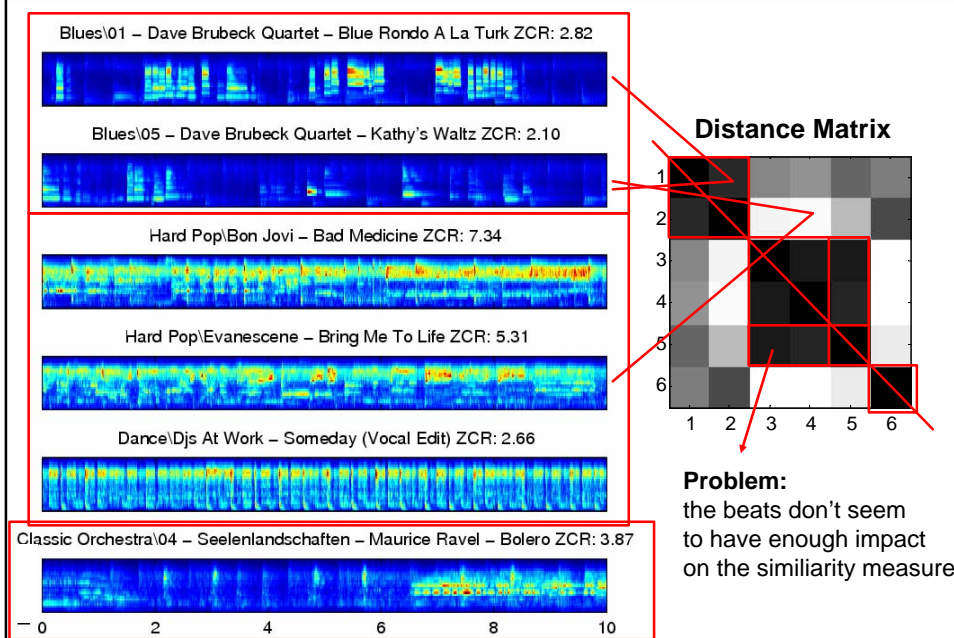 Blues\01 – Dave Brubeck Quartet – Blue Rondo A La Turk ZCR: 2.82
Blues\05 – Dave Brubeck Quartet – Kathy's Waltz ZCR: 2.10
Hard Pop\Bon Jovi – Bad Medicine ZCR: 7.34
Hard Pop\Evanescene – Bring Me To Life ZCR: 5.31
Dance\Djs At Work – Someday (Vocal Edit) ZCR: 2.66
Classic Orchestra\04 – Seelenlandschaften – Maurice Ravel – Bolero ZCR: 3.87
0 2 4 6 8 10
Distance Matrix
1
2
3
4
5
6
1 2 3 4 5 6
Problem:
the beats don't seem
to have enough impact
on the similiarity measure